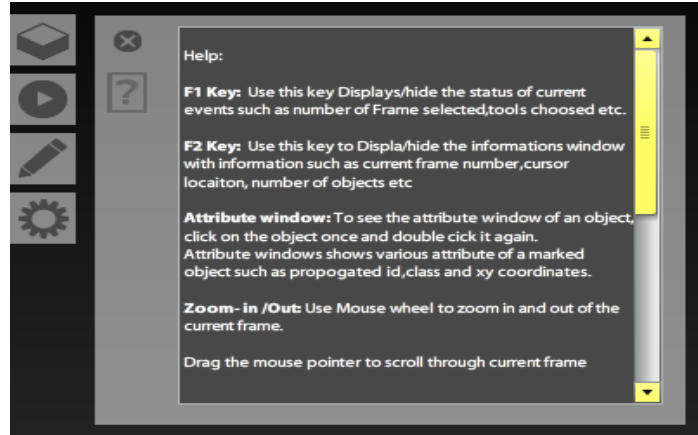 ?
Help:
F1 Key: Use this key Displays/hide the status of current
events such as number of Frame selected,tools choosed etc.
F2 Key: Use this key to Displa/hide the informations window
with information such as current frame number,cursor
locaiton, number of objects etc
Attribute window: To see the attribute window of an object,
click on the object once and double cick it again.
Attribute windows shows various attribute of a marked
object such as propogated id,class and xy coordinates.
Zoom- in /Out: Use Mouse wheel to zoom in and out of the
current frame.
Drag the mouse pointer to scroll through current frame